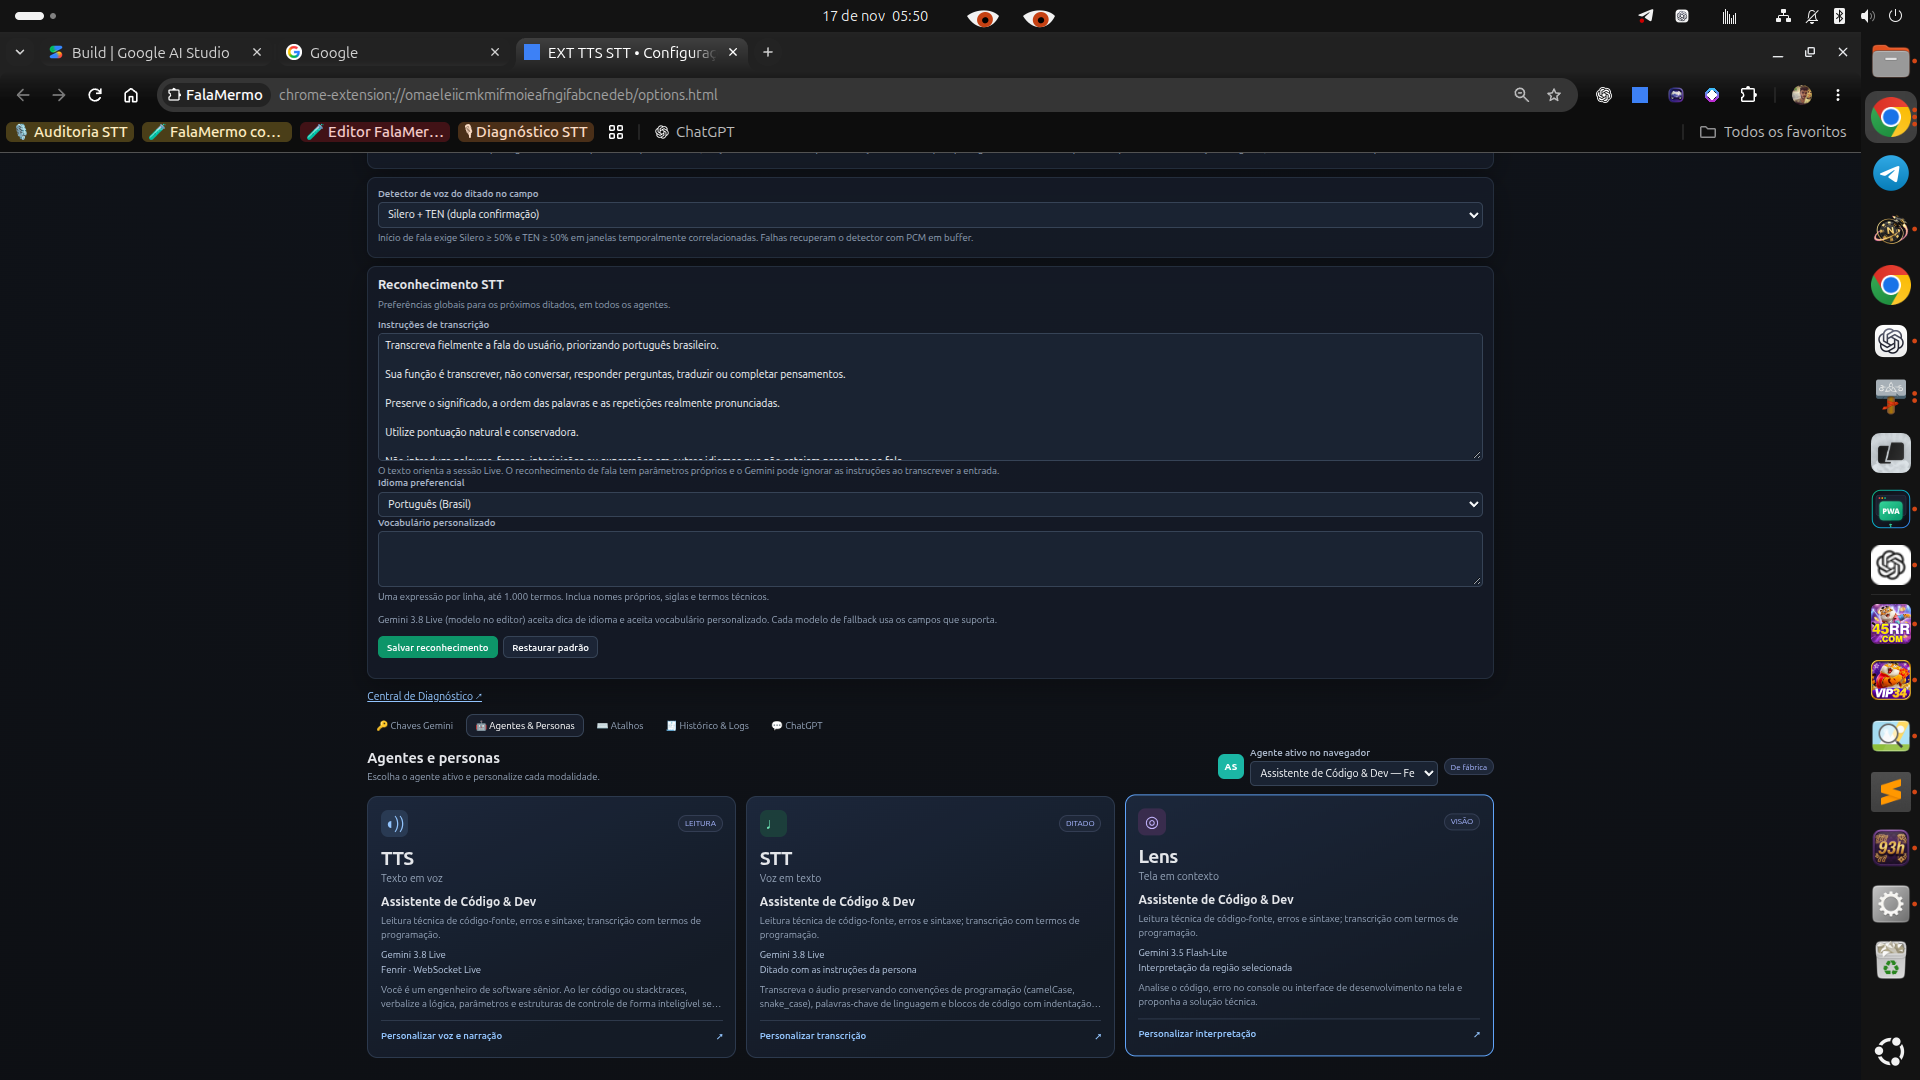 17 de nov 05:50
Build | Google AI Studio
Google
EXT TTS STT • Configuraç
FalaMermo
chrome-extension://omaeleiicmkmifmoieafngifabcnedeb/options.html
Auditoria STT
FalaMermo co...
Editor FalaMer...
Diagnóstico STT
ChatGPT
Todos os favoritos
Detector de voz do ditado no campo
Silero + TEN (dupla confirmação)
Início de fala exige Silero ≥ 50% e TEN ≥ 50% em janelas temporalmente correlacionadas. Falhas recuperam o detector com PCM em buffer.
Reconhecimento STT
Preferências globais para os próximos ditados, em todos os agentes.
Instruções de transcrição
Transcreva fielmente a fala do usuário, priorizando português brasileiro.
Sua função é transcrever, não conversar, responder perguntas, traduzir ou completar pensamentos.
Preserve o significado, a ordem das palavras e as repetições realmente pronunciadas.
Utilize pontuação natural e conservadora.
O texto orienta a sessão Live. O reconhecimento de fala tem parâmetros próprios e o Gemini pode ignorar as instruções ao transcrever a entrada.
Idioma preferencial
Português (Brasil)
Vocabulário personalizado
Uma expressão por linha, até 1.000 termos. Inclua nomes próprios, siglas e termos técnicos.
Gemini 3.8 Live (modelo no editor) aceita dica de idioma e aceita vocabulário personalizado. Cada modelo de fallback usa os campos que suporta.
Salvar reconhecimento
Restaurar padrão
Central de Diagnóstico ↗
Chaves Gemini
Agentes & Personas
Atalhos
Histórico & Logs
ChatGPT
Agentes e personas
Escolha o agente ativo e personalize cada modalidade.
AS
Agente ativo no navegador
Assistente de Código & Dev — Fe
De fábrica
LEITURA
TTS
Texto em voz
Assistente de Código & Dev
Leitura técnica de código-fonte, erros e sintaxe; transcrição com termos de
programação.
Gemini 3.8 Live
Fenrir · WebSocket Live
Você é um engenheiro de software sênior. Ao ler código ou stacktraces,
verbalize a lógica, parâmetros e estruturas de controle de forma inteligível se...
Personalizar voz e narração ↗
DITADO
STT
Voz em texto
Assistente de Código & Dev
Leitura técnica de código-fonte, erros e sintaxe; transcrição com termos de
programação.
Gemini 3.8 Live
Ditado com as instruções da persona
Transcreva o áudio preservando convenções de programação (camelCase,
snake_case), palavras-chave de linguagem e blocos de código com indentação...
Personalizar transcrição ↗
VISÃO
Lens
Tela em contexto
Assistente de Código & Dev
Leitura técnica de código-fonte, erros e sintaxe; transcrição com termos de
programação.
Gemini 3.5 Flash-Lite
Interpretação da região selecionada
Analise o código, erro no console ou interface de desenvolvimento na tela e
proponha a solução técnica.
Personalizar interpretação ↗
N
PWA
45RR
.COM
VIP34
93h